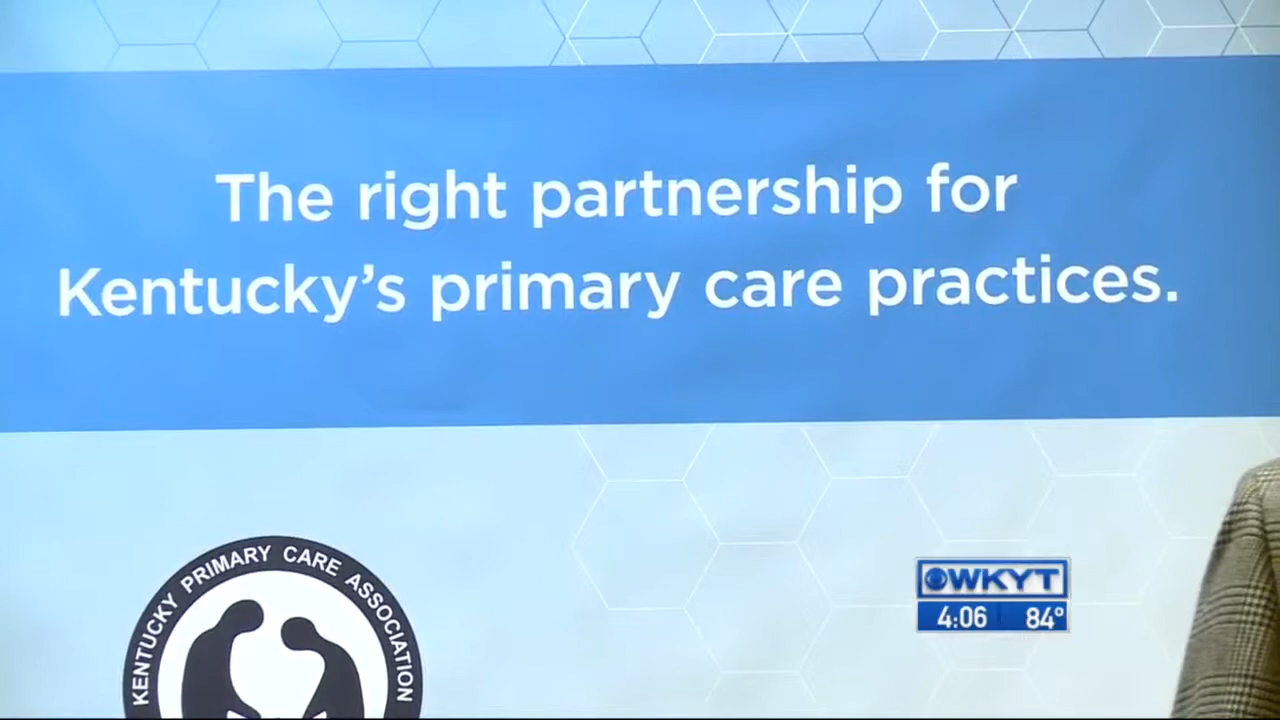 The right partnership for
Kentucky's primary care practices.
KENTUCKY PRIMARY CARE ASSOCIATION
WKYT
4:06 84°